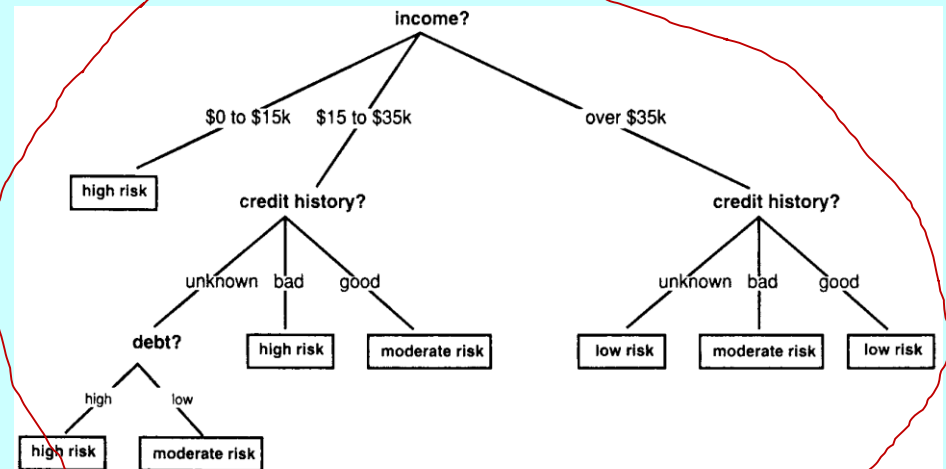 income?
$0 to $15k $15 to $35k over $35k
high risk
credit history? credit history?
unknown bad good unknown bad good
debt? high risk moderate risk low risk moderate risk low risk
high low
high risk moderate risk